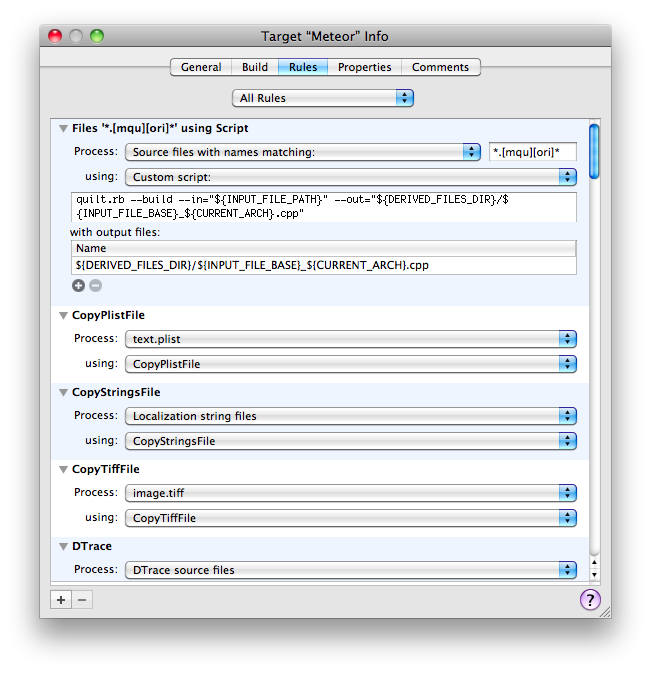 Target “Meteor” Info
General Build Rules Properties Comments
All Rules
Files '*.[mqu][ori]*' using Script
Process: Source files with names matching: *.[mqu][ori]*
using: Custom script:
quilt.rb --build --in="${INPUT_FILE_PATH}" --out="${DERIVED_FILES_DIR}/$
{INPUT_FILE_BASE}_${CURRENT_ARCH}.cpp"
with output files:
Name
${DERIVED_FILES_DIR}/${INPUT_FILE_BASE}_${CURRENT_ARCH}.cpp
CopyPlistFile
Process: text.plist
using: CopyPlistFile
CopyStringsFile
Process: Localization string files
using: CopyStringsFile
CopyTiffFile
Process: image.tiff
using: CopyTiffFile
DTrace
Process: DTrace source files
+ − ?